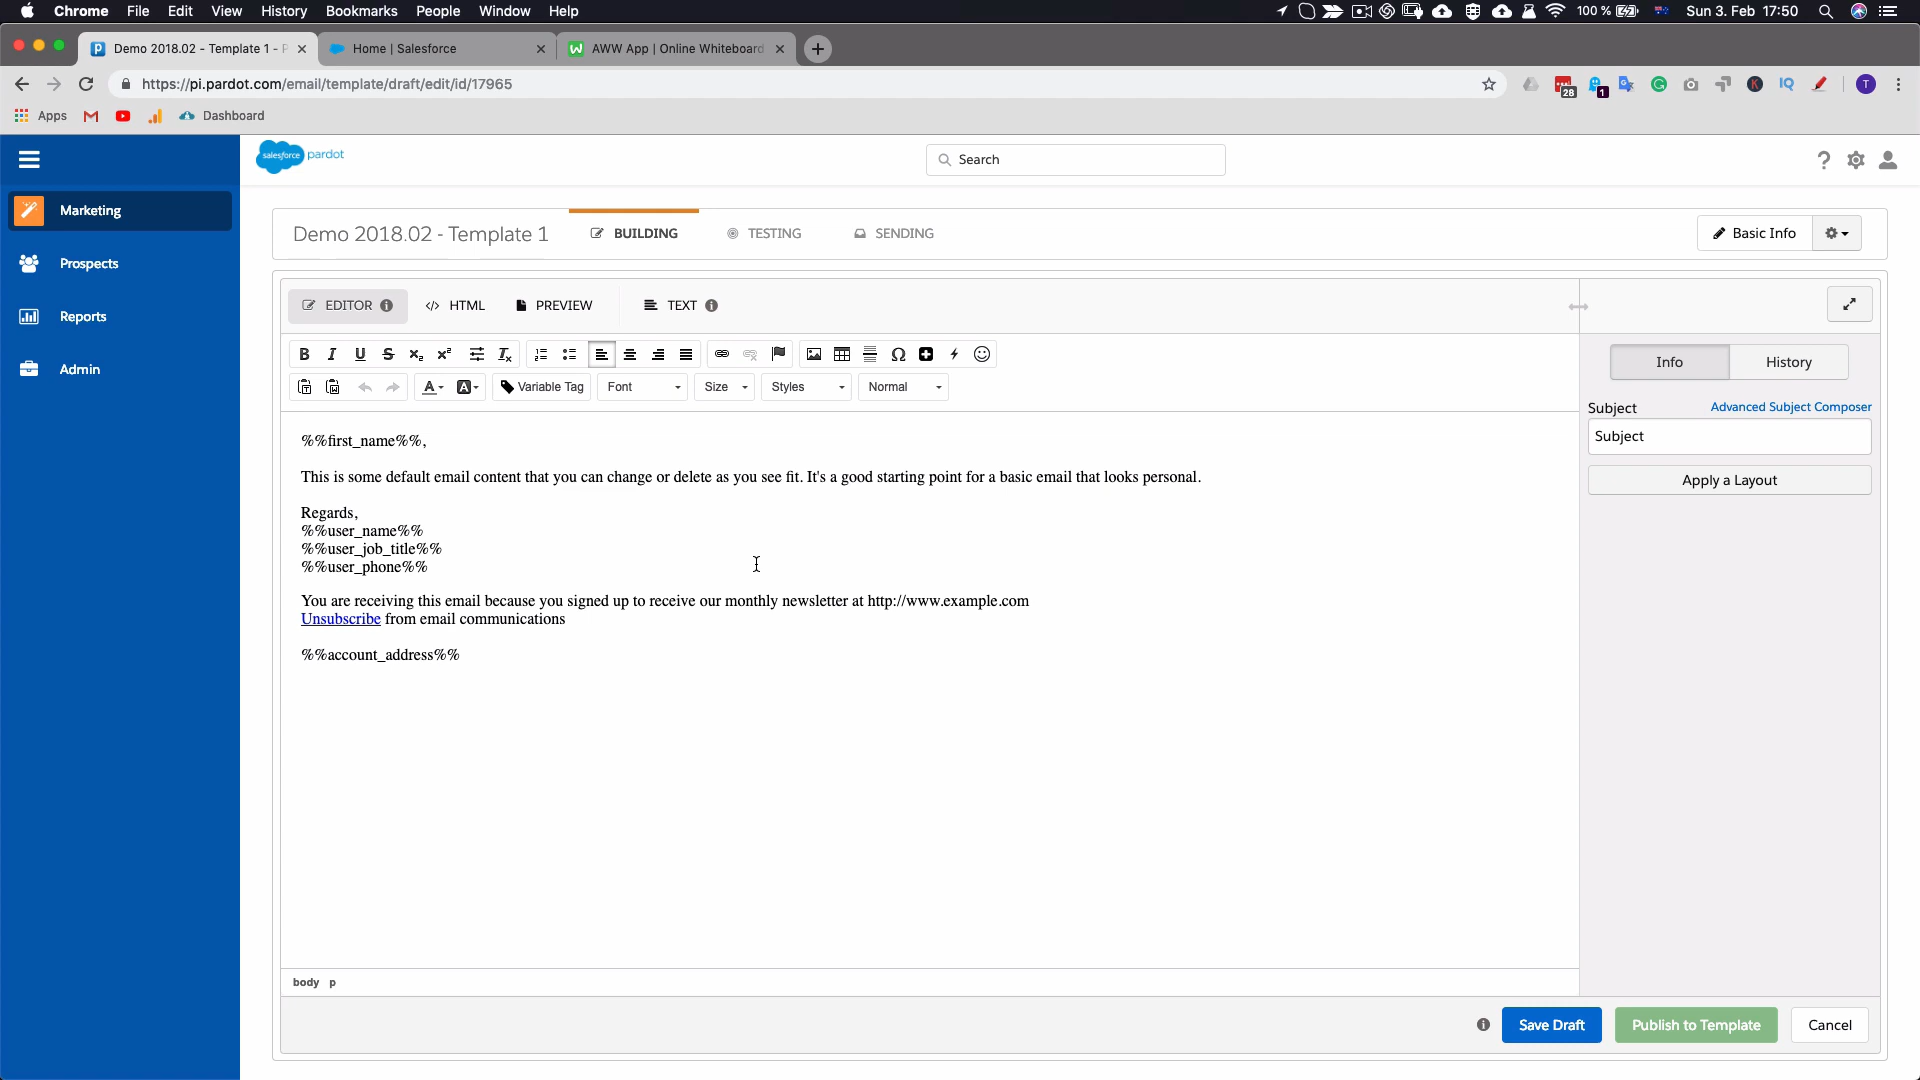 Chrome File Edit View History Bookmarks People Window Help 100 % Sun 3. Feb 17:50
Demo 2018.02 - Template 1 - P Home | Salesforce AWW App | Online Whiteboard
https://pi.pardot.com/email/template/draft/edit/id/17965 28 1 IQ T
Apps Dashboard
salesforce pardot Search
Marketing
Prospects
Reports
Admin
Demo 2018.02 - Template 1 BUILDING TESTING SENDING Basic Info
EDITOR HTML PREVIEW TEXT
Variable Tag Font Size Styles Normal
Info History
Subject Advanced Subject Composer
Subject
Apply a Layout
%%first_name%%,
This is some default email content that you can change or delete as you see fit. It's a good starting point for a basic email that looks personal.
Regards,
%%user_name%%
%%user_job_title%%
%%user_phone%%
You are receiving this email because you signed up to receive our monthly newsletter at http://www.example.com
Unsubscribe from email communications
%%account_address%%
body p
Save Draft Publish to Template Cancel